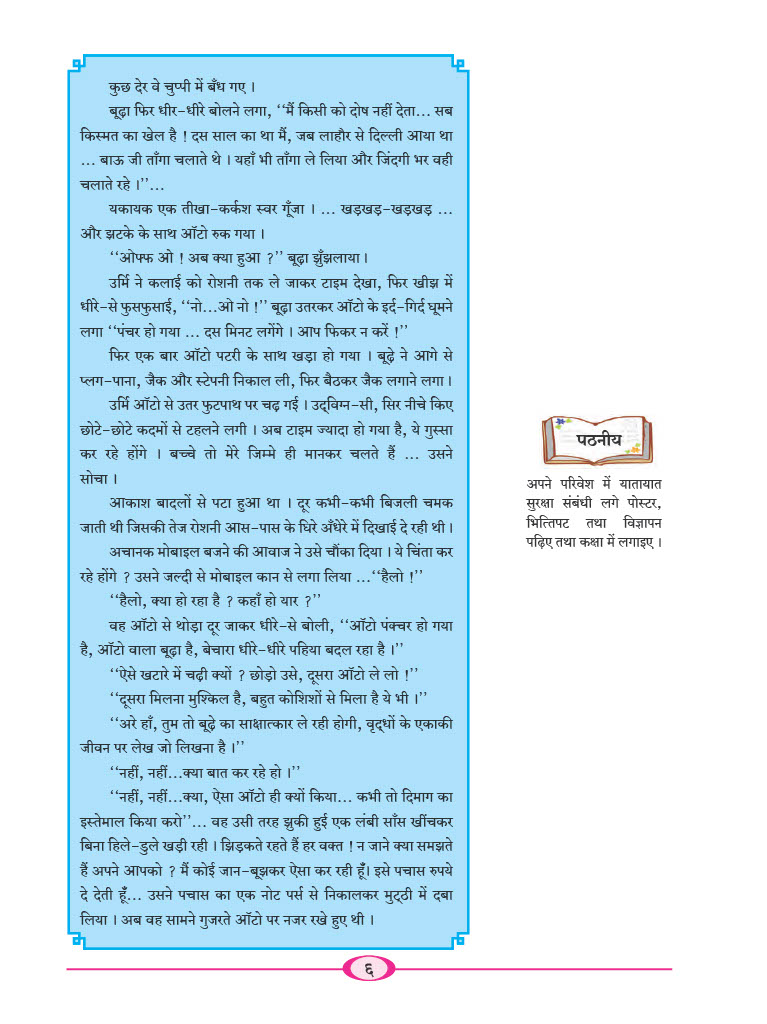 कुछ देर वे चुप्पी में बँध गए ।
बूढ़ा फिर धीर-धीरे बोलने लगा, ‘‘मैं किसी को दोष नहीं देता... सब
किस्मत का खेल है ! दस साल का था मैं, जब लाहौर से दिल्ली आया था
... बाऊ जी ताँगा चलाते थे । यहाँ भी ताँगा ले लिया और जिंदगी भर वही
चलाते रहे ।’’...
यकायक एक तीखा-कर्कश स्वर गूँजा । ... खड़खड़-खड़खड़ ...
और झटके के साथ ऑटो रुक गया ।
‘‘ओफ्फ ओ ! अब क्या हुआ ?’’ बूढ़ा झुँझलाया।
उर्मि ने कलाई को रोशनी तक ले जाकर टाइम देखा, फिर खीझ में
धीरे-से फुसफुसाई, ‘‘नो...ओ नो !’’ बूढ़ा उतरकर ऑटो के इर्द-गिर्द घूमने
लगा ‘‘पंचर हो गया ... दस मिनट लगेंगे । आप फिकर न करें !’’
फिर एक बार ऑटो पटरी के साथ खड़ा हो गया । बूढ़े ने आगे से
प्लग-पाना, जैक और स्टेपनी निकाल ली, फिर बैठकर जैक लगाने लगा।
उर्मि ऑटो से उतर फुटपाथ पर चढ़ गई । उद्‌विग्न-सी, सिर नीचे किए
छोटे-छोटे कदमों से टहलने लगी । अब टाइम ज्यादा हो गया है, ये गुस्सा
कर रहे होंगे । बच्चे तो मेरे जिम्मे ही मानकर चलते हैं ... उसने
सोचा ।
आकाश बादलों से पटा हुआ था । दूर कभी-कभी बिजली चमक
जाती थी जिसकी तेज रोशनी आस-पास के घिरे अँधेरे में दिखाई दे रही थी ।
अचानक मोबाइल बजने की आवाज ने उसे चौंका दिया । ये चिंता कर
रहे होंगे ? उसने जल्दी से मोबाइल कान से लगा लिया ...‘‘हैलो !’’
‘‘हैलो, क्या हो रहा है ? कहाँ हो यार ?’’
वह ऑटो से थोड़ा दूर जाकर धीरे-से बोली, ‘‘ऑटो पंक्चर हो गया
है, ऑटो वाला बूढ़ा है, बेचारा धीरे-धीरे पहिया बदल रहा है ।’’
‘‘ऐसे खटारे में चढ़ी क्यों ? छोड़ो उसे, दूसरा ऑटो ले लो !’’
‘‘दूसरा मिलना मुश्किल है, बहुत कोशिशों से मिला है ये भी ।’’
‘‘अरे हाँ, तुम तो बूढ़े का साक्षात्कार ले रही होगी, वृद्धों के एकाकी
जीवन पर लेख जो लिखना है ।’’
‘‘नहीं, नहीं...क्या बात कर रहे हो ।’’
‘‘नहीं, नहीं...क्या, ऐसा ऑटो ही क्यों किया... कभी तो दिमाग का
इस्तेमाल किया करो’’... वह उसी तरह झुकी हुई एक लंबी साँस खींचकर
बिना हिले-डुले खड़ी रही । झिड़कते रहते हैं हर वक्त ! न जाने क्या समझते
हैं अपने आपको ? मैं कोई जान-बूझकर ऐसा कर रही हूँ। इसे पचास रुपये
दे देती हूँ... उसने पचास का एक नोट पर्स से निकालकर मुट्‌ठी में दबा
लिया । अब वह सामने गुजरते ऑटो पर नजर रखे हुए थी ।
पठनीय
अपने परिवेश में यातायात
सुरक्षा संबंधी लगे पोस्टर,
भित्तिपट तथा विज्ञापन
पढ़िए तथा कक्षा में लगाइए ।
६